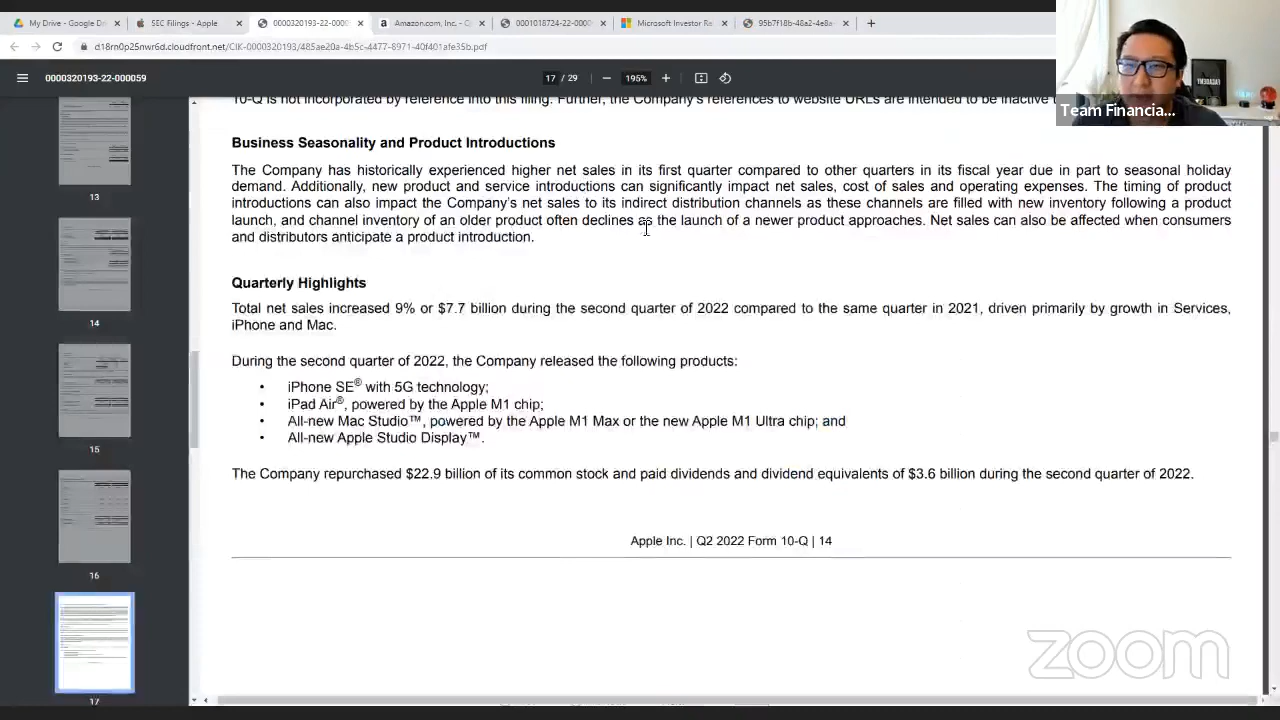 My Drive - Google Dr
SEC Filings - Apple
0000320193-22-0000
Amazon.com, Inc. -
0001018724-22-0000
Microsoft Investor Re
95b7f18b-48a2-4e8a-
d18rn0p25nwr6d.cloudfront.net/CIK-0000320193/485ae20a-4b5c-4477-8971-40f401afe35b.pdf
0000320193-22-000059
17 / 29
195%
Team Financia...
10-Q is not incorporated by reference into this filing. Further, the Company's references to website URLs are intended to be inactive
Business Seasonality and Product Introductions
The Company has historically experienced higher net sales in its first quarter compared to other quarters in its fiscal year due in part to seasonal holiday
demand. Additionally, new product and service introductions can significantly impact net sales, cost of sales and operating expenses. The timing of product
introductions can also impact the Company's net sales to its indirect distribution channels as these channels are filled with new inventory following a product
launch, and channel inventory of an older product often declines as the launch of a newer product approaches. Net sales can also be affected when consumers
and distributors anticipate a product introduction.
Quarterly Highlights
Total net sales increased 9% or $7.7 billion during the second quarter of 2022 compared to the same quarter in 2021, driven primarily by growth in Services,
iPhone and Mac.
During the second quarter of 2022, the Company released the following products:
• iPhone SE® with 5G technology;
• iPad Air®, powered by the Apple M1 chip;
• All-new Mac Studio™, powered by the Apple M1 Max or the new Apple M1 Ultra chip; and
• All-new Apple Studio Display™.
The Company repurchased $22.9 billion of its common stock and paid dividends and dividend equivalents of $3.6 billion during the second quarter of 2022.
Apple Inc. | Q2 2022 Form 10-Q | 14
13
14
15
16
17
zoom